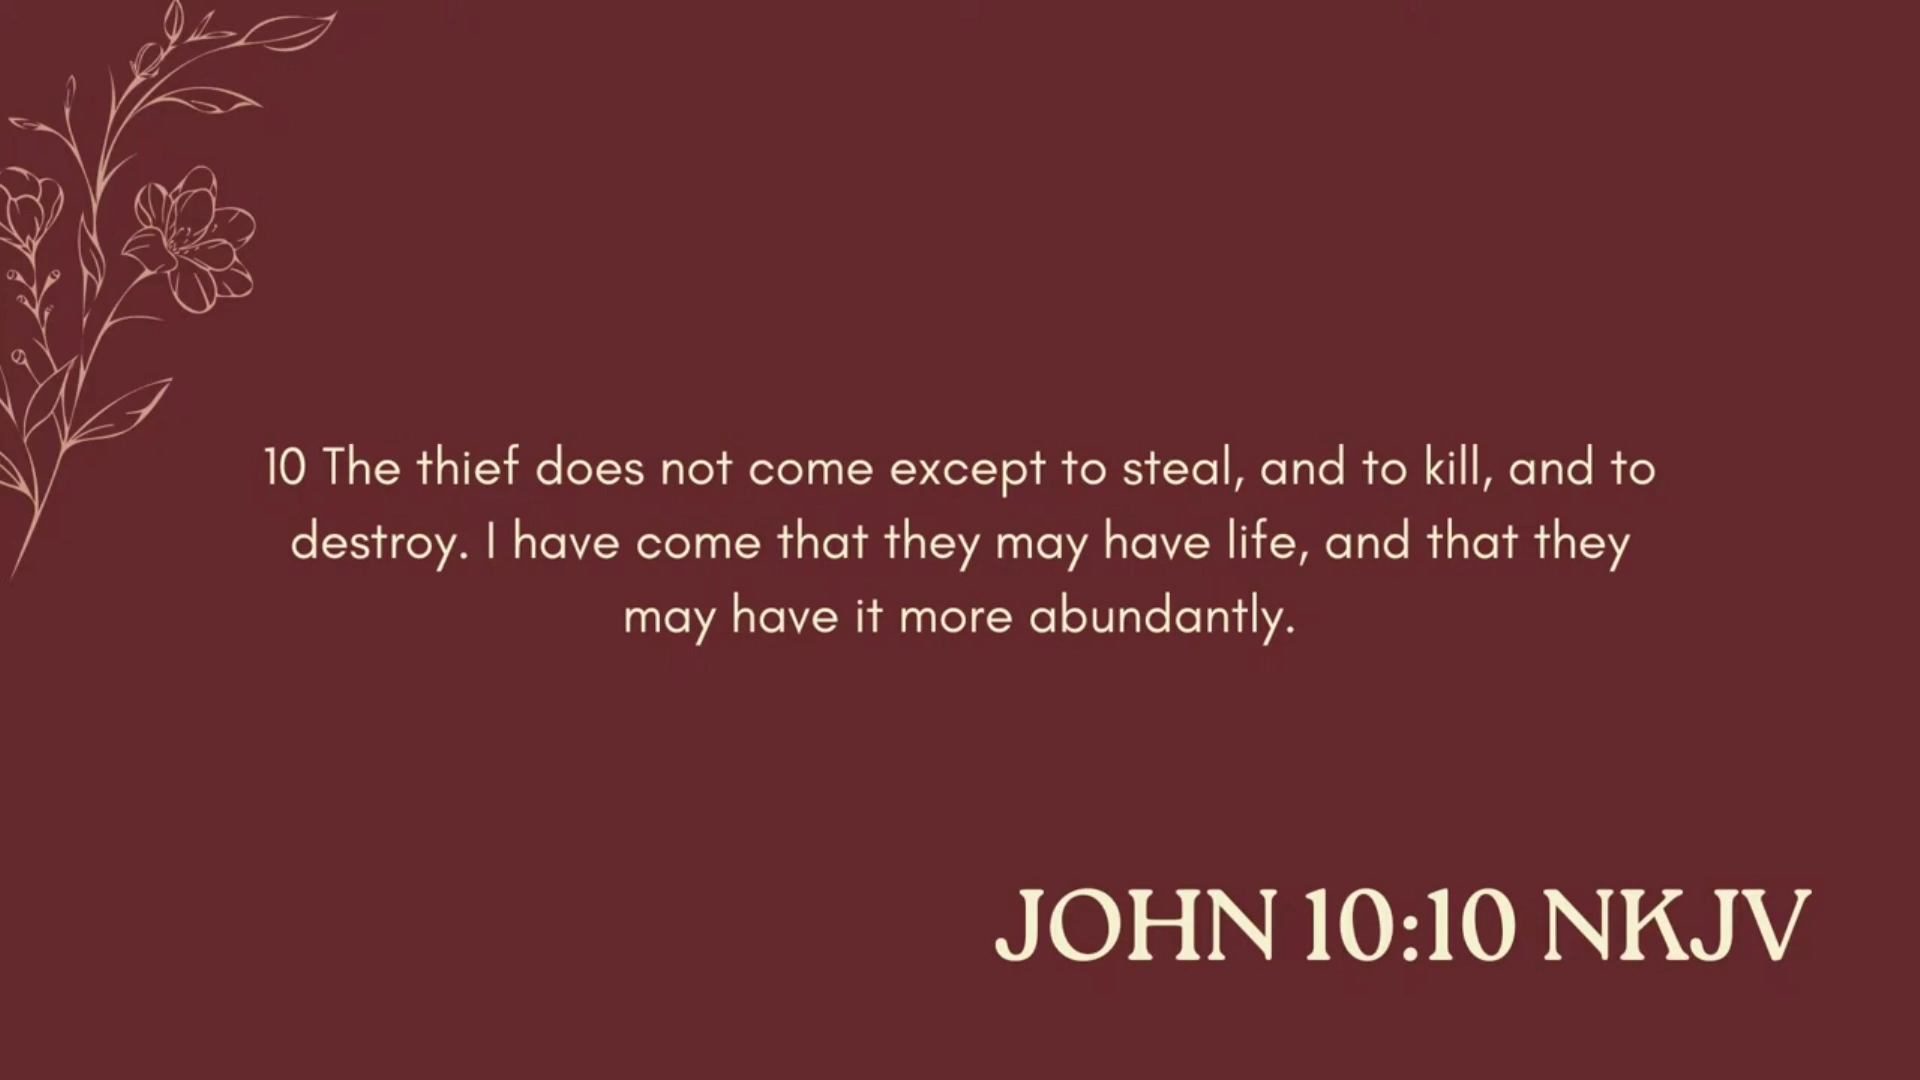 10 The thief does not come except to steal, and to kill, and to
destroy. I have come that they may have life, and that they
may have it more abundantly.
JOHN 10:10 NKJV